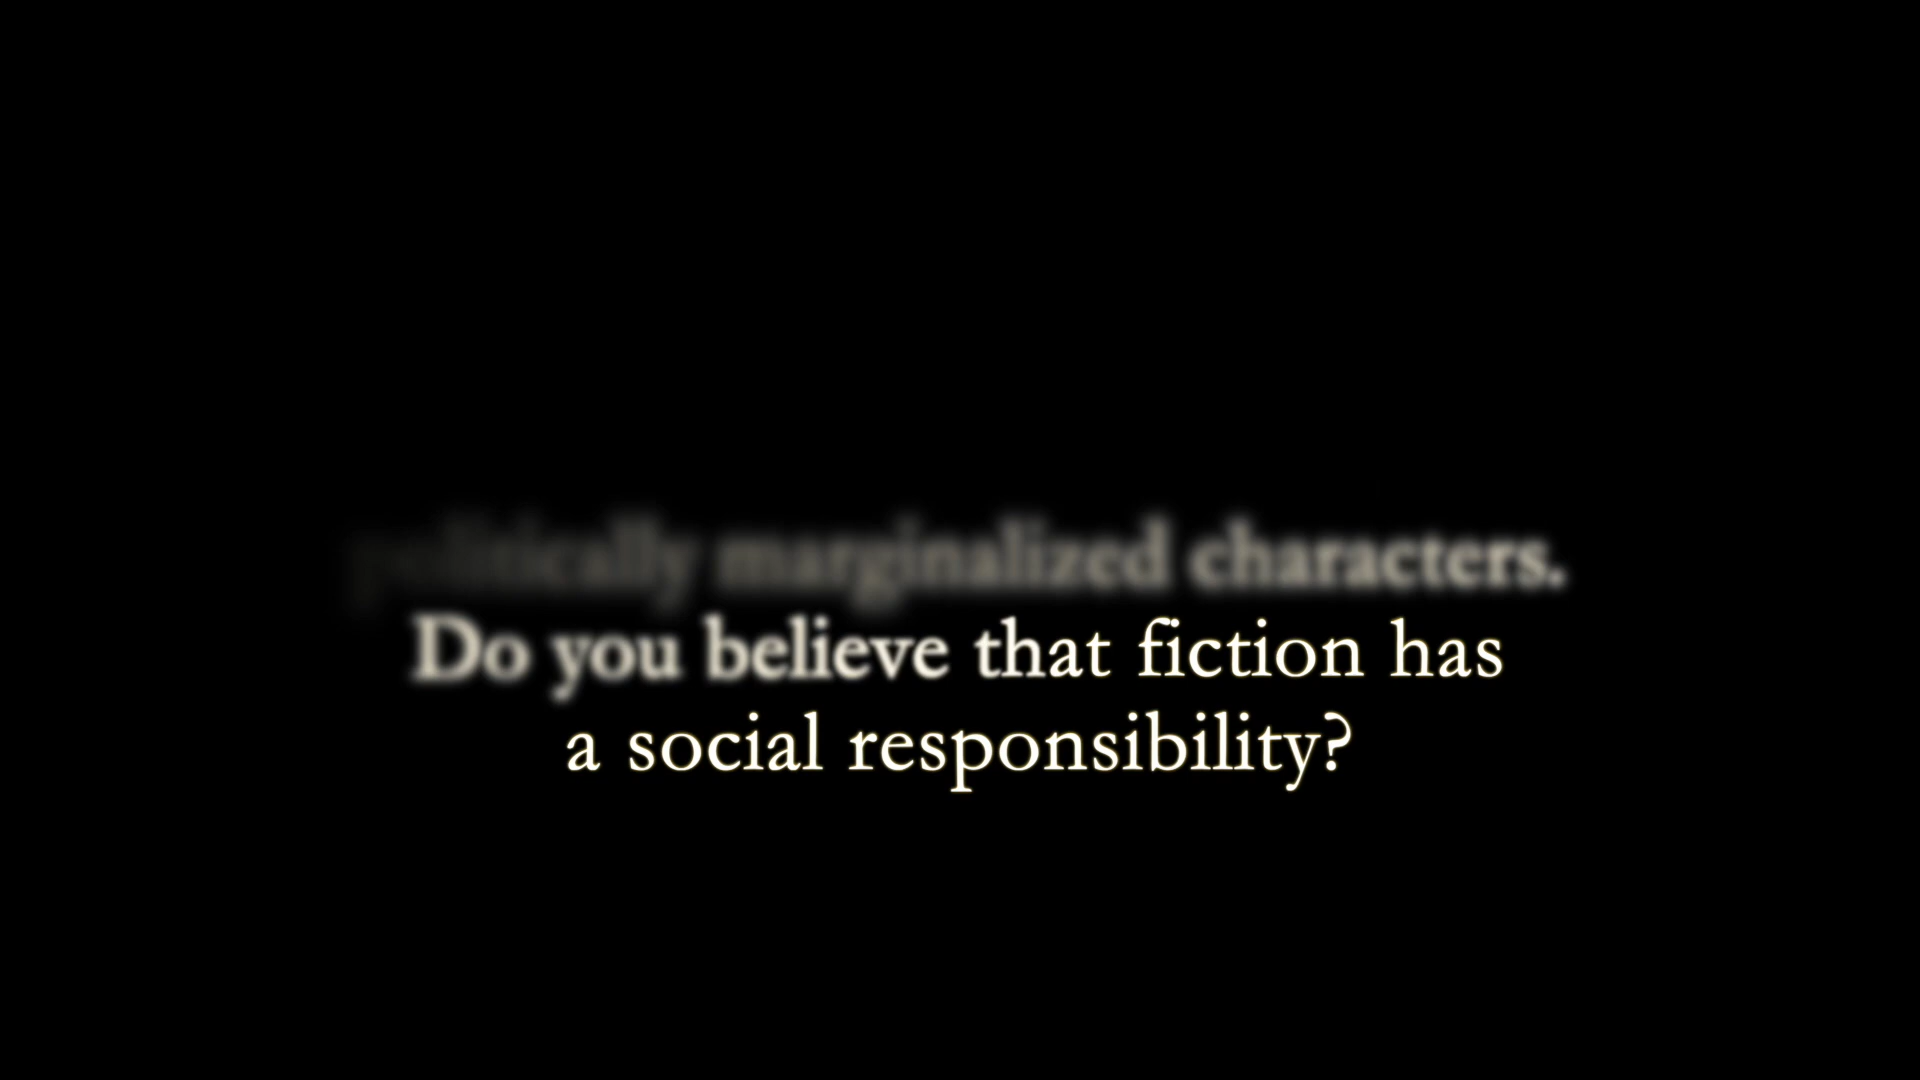 politically marginalized characters.
Do you believe that fiction has
a social responsibility?